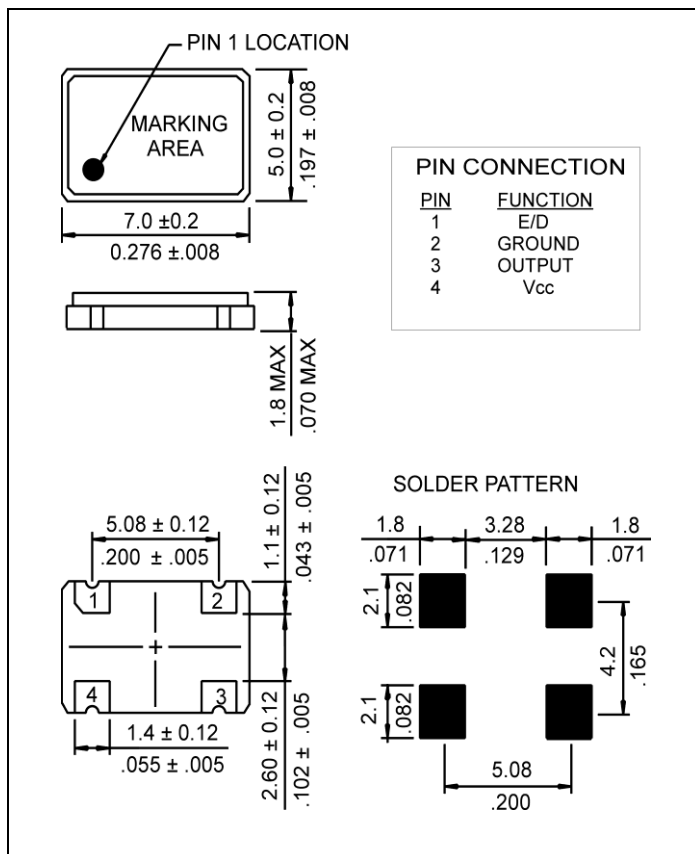 PIN 1 LOCATION
MARKING
AREA
5.0 ± 0.2
.197 ± .008
7.0 ±0.2
0.276 ±.008
PIN CONNECTION
PIN FUNCTION
1 E/D
2 GROUND
3 OUTPUT
4 Vcc
1.8 MAX
.070 MAX
5.08 ± 0.12
.200 ± .005
1.1 ± 0.12
.043 ± .005
1 2
4 3
1.4 ± 0.12
.055 ± .005
2.60 ± 0.12
.102 ± .005
SOLDER PATTERN
1.8 3.28 1.8
.071 .129 .071
2.1
.082
4.2
.165
2.1
.082
5.08
.200